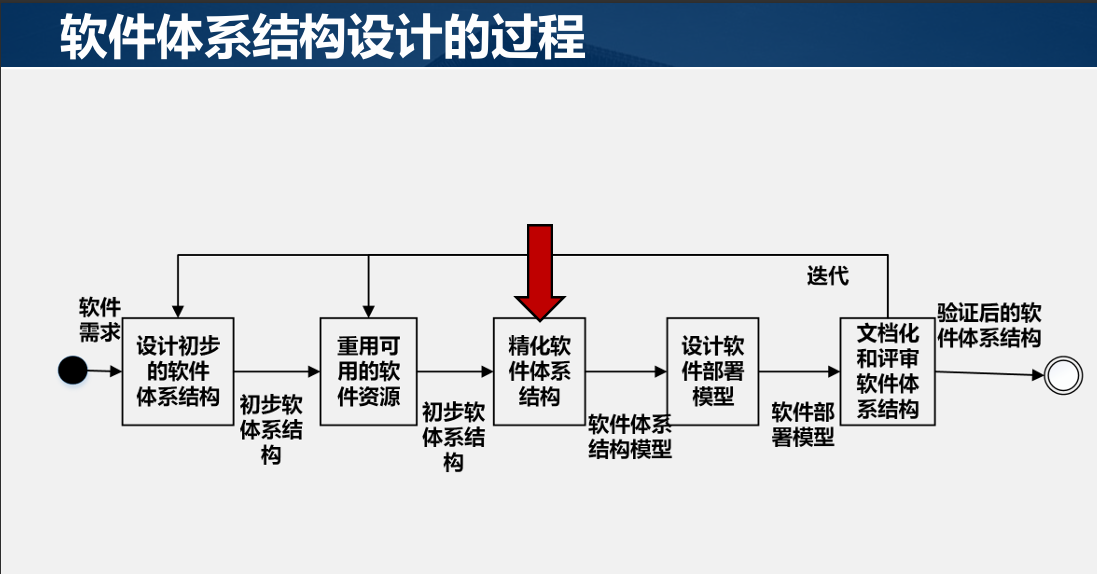 软件体系结构设计的过程
迭代
软件
需求
设计初步
的软件
体系结构
初步软
体系结
构
重用可
用的软
件资源
初步软
体系结
构
精化软
件体系
结构
软件体系
结构模型
设计软
件部署
模型
软件部
署模型
文档化
和评审
软件体
系结构
验证后的软
件体系结构